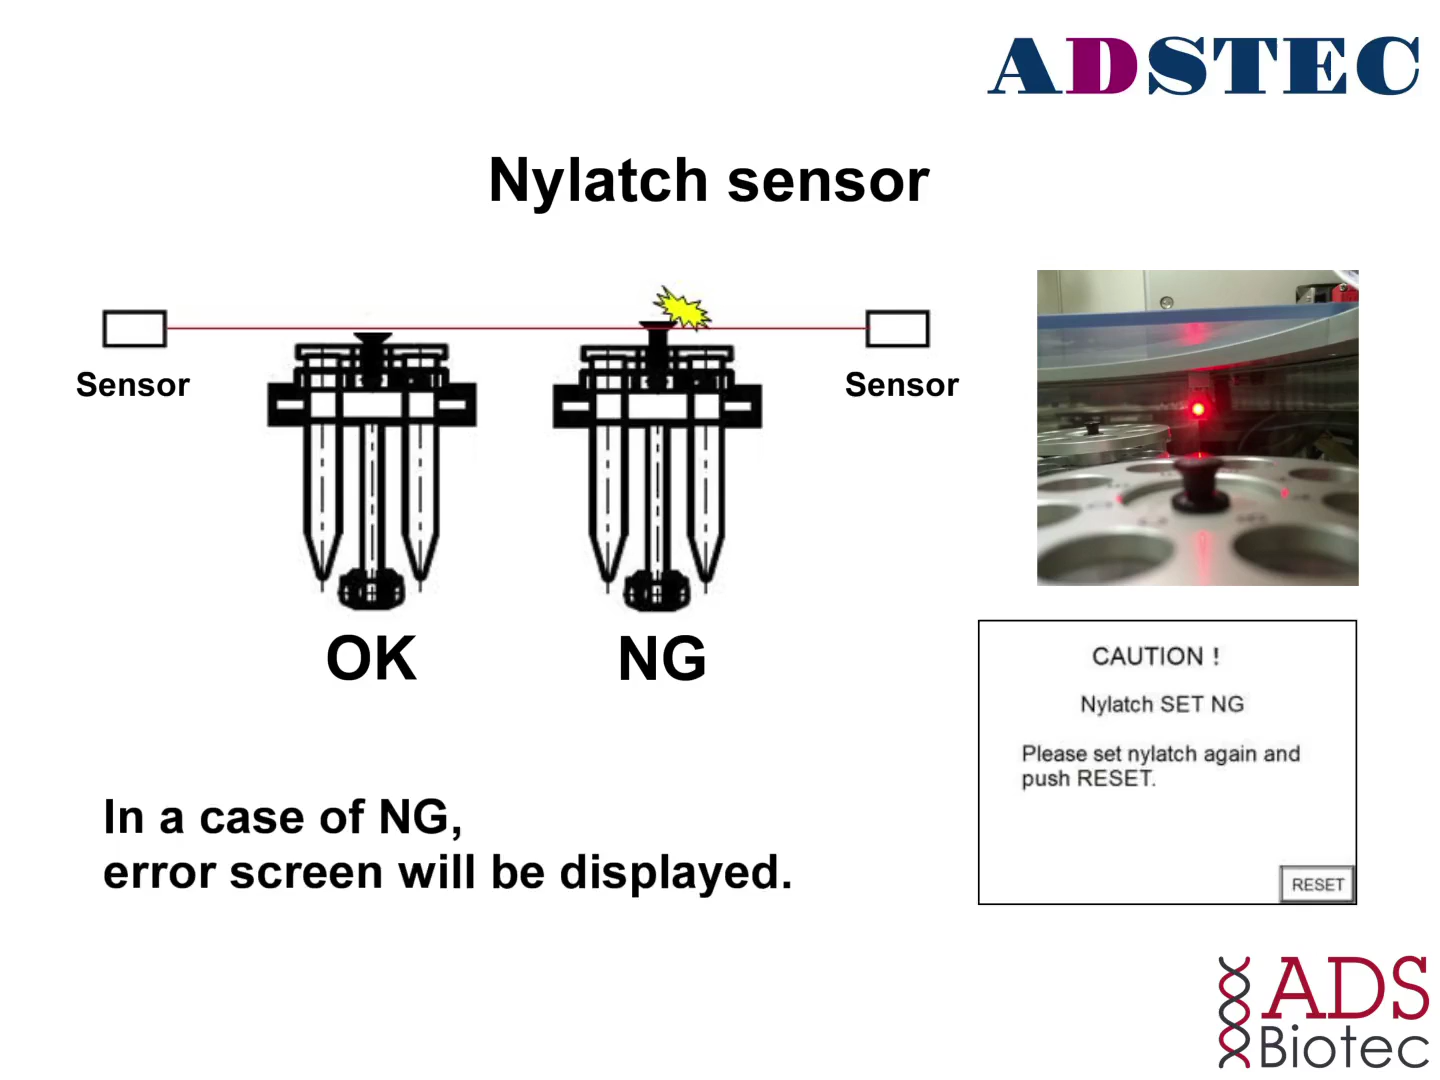 ADSTEC
Nylatch sensor
Sensor
Sensor
OK
NG
CAUTION !
Nylatch SET NG
Please set nylatch again and
push RESET.
RESET
In a case of NG,
error screen will be displayed.
ADS
Biotec